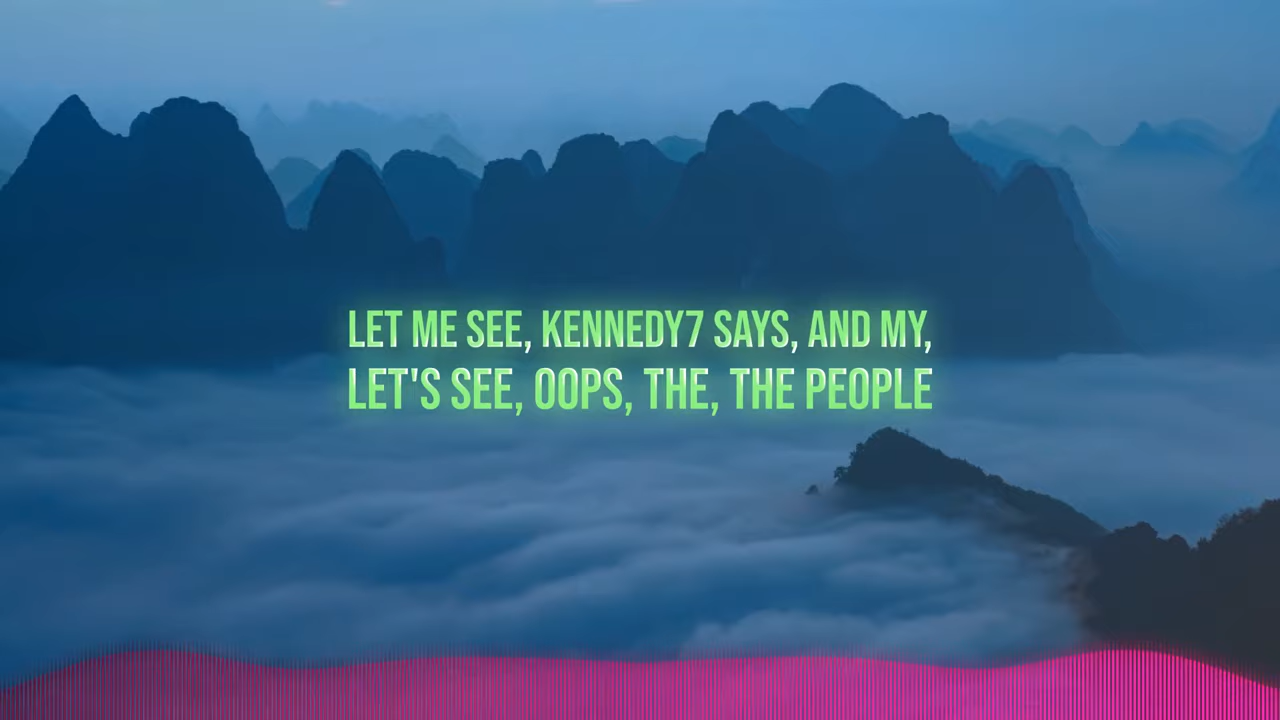 LET ME SEE, KENNEDY7 SAYS, AND MY,
LET'S SEE, OOPS, THE, THE PEOPLE